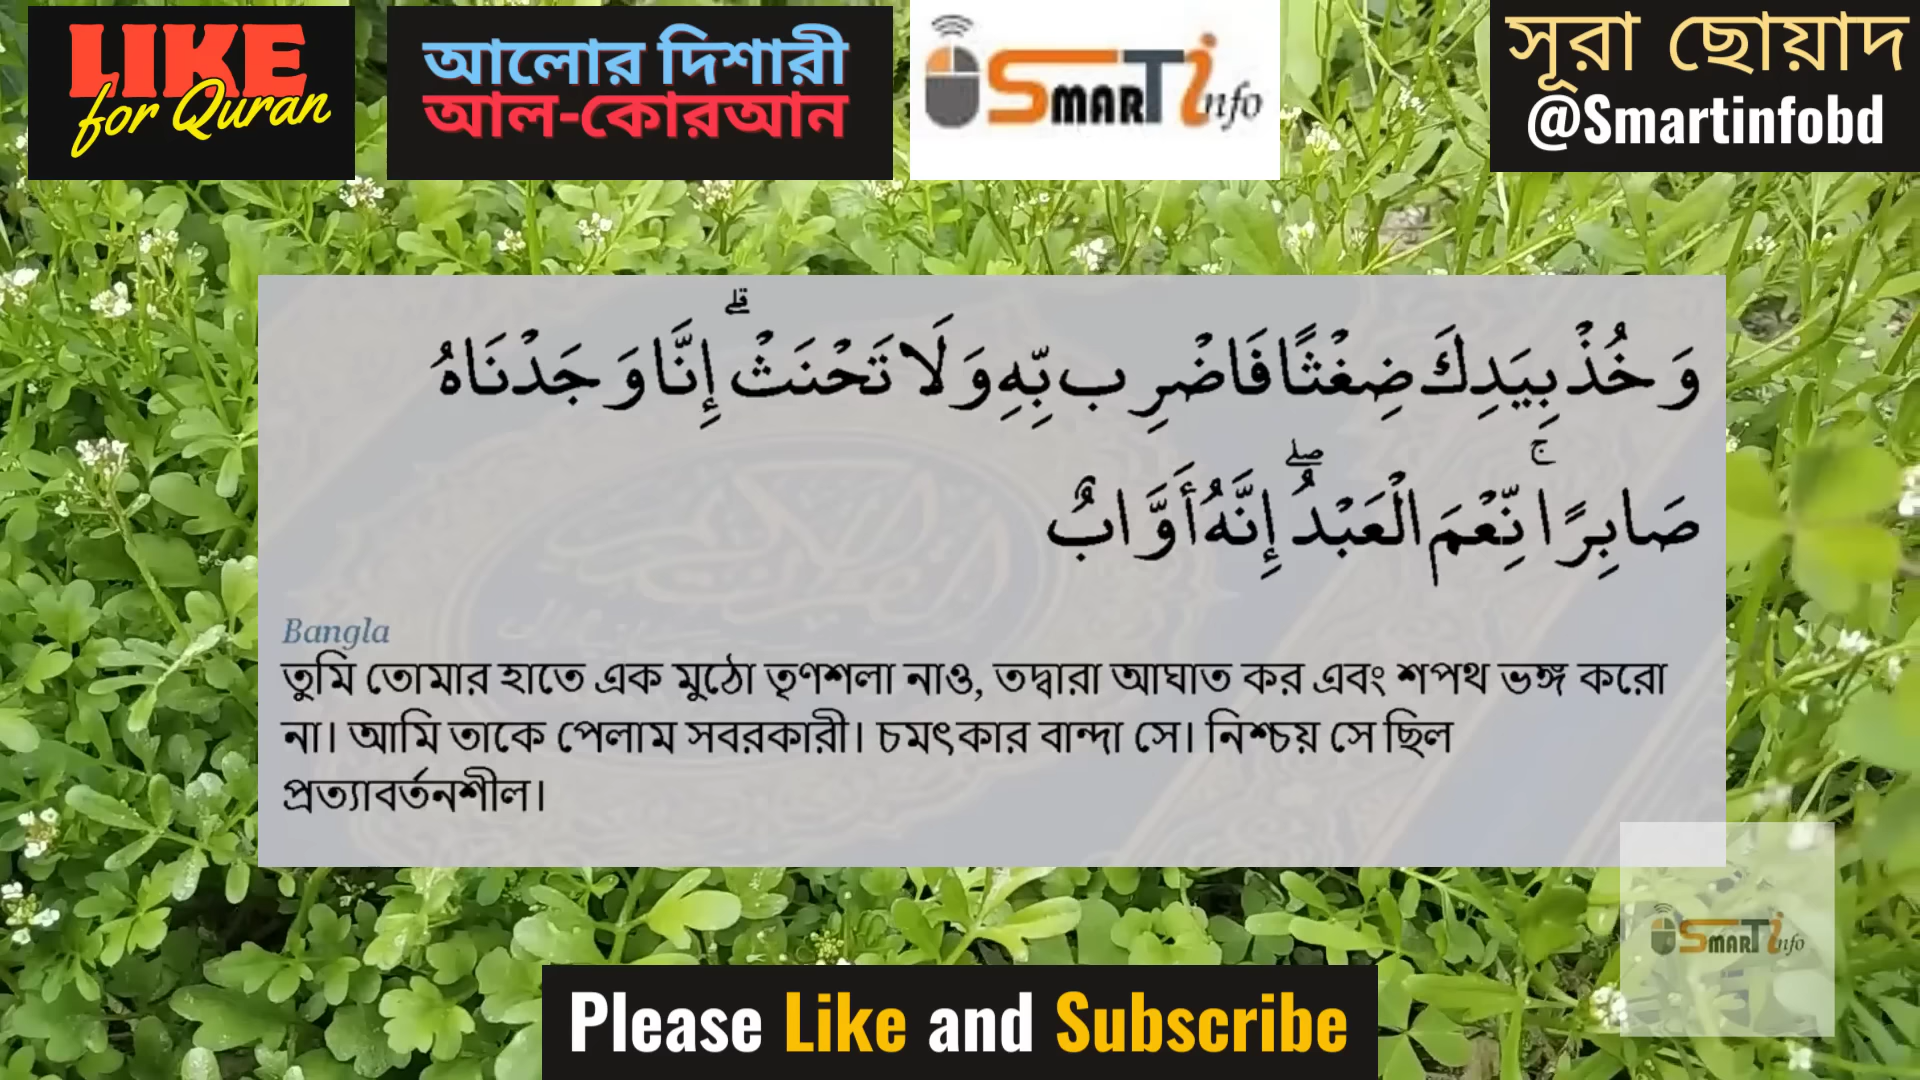 LIKE
for Quran
আলোর দিশারী
আল-কোরআন
SMARTinfo
সূরা ছোয়াদ
@Smartinfobd
وَخُذْ بِيَدِكَ ضِغْثًا فَاضْرِب بِّهِ وَلَا تَحْنَثْ ۗ إِنَّا وَجَدْنَاهُ
صَابِرًا ۚ نِّعْمَ الْعَبْدُ ۖ إِنَّهُ أَوَّابٌ
Bangla
তুমি তোমার হাতে এক মুঠো তৃণশলা নাও, তদ্বারা আঘাত কর এবং শপথ ভঙ্গ করো
না। আমি তাকে পেলাম সবরকারী। চমৎকার বান্দা সে। নিশ্চয় সে ছিল
প্রত্যাবর্তনশীল।
SMARTinfo
Please Like and Subscribe